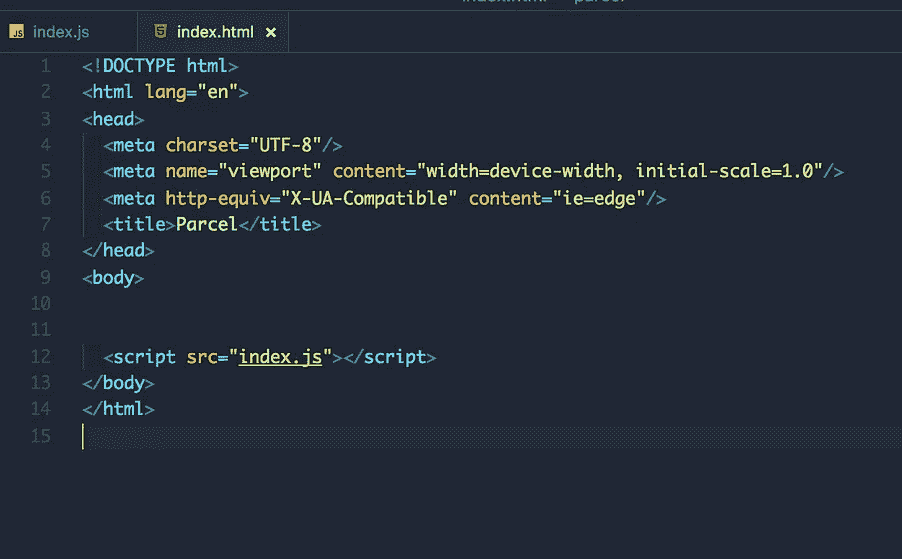 index.js
index.html ×
1 <!DOCTYPE html>
2 <html lang="en">
3 <head>
4 <meta charset="UTF-8"/>
5 <meta name="viewport" content="width=device-width, initial-scale=1.0"/>
6 <meta http-equiv="X-UA-Compatible" content="ie=edge"/>
7 <title>Parcel</title>
8 </head>
9 <body>
10
11
12 <script src="index.js"></script>
13 </body>
14 </html>
15